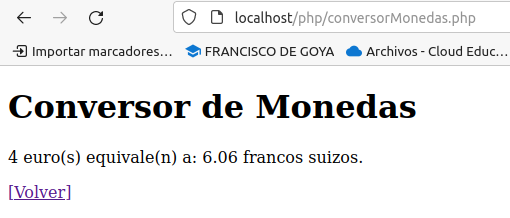 localhost/php/conversorMonedas.php
Importar marcadores… FRANCISCO DE GOYA Archivos - Cloud Educ…
Conversor de Monedas
4 euro(s) equivale(n) a: 6.06 francos suizos.
[Volver]